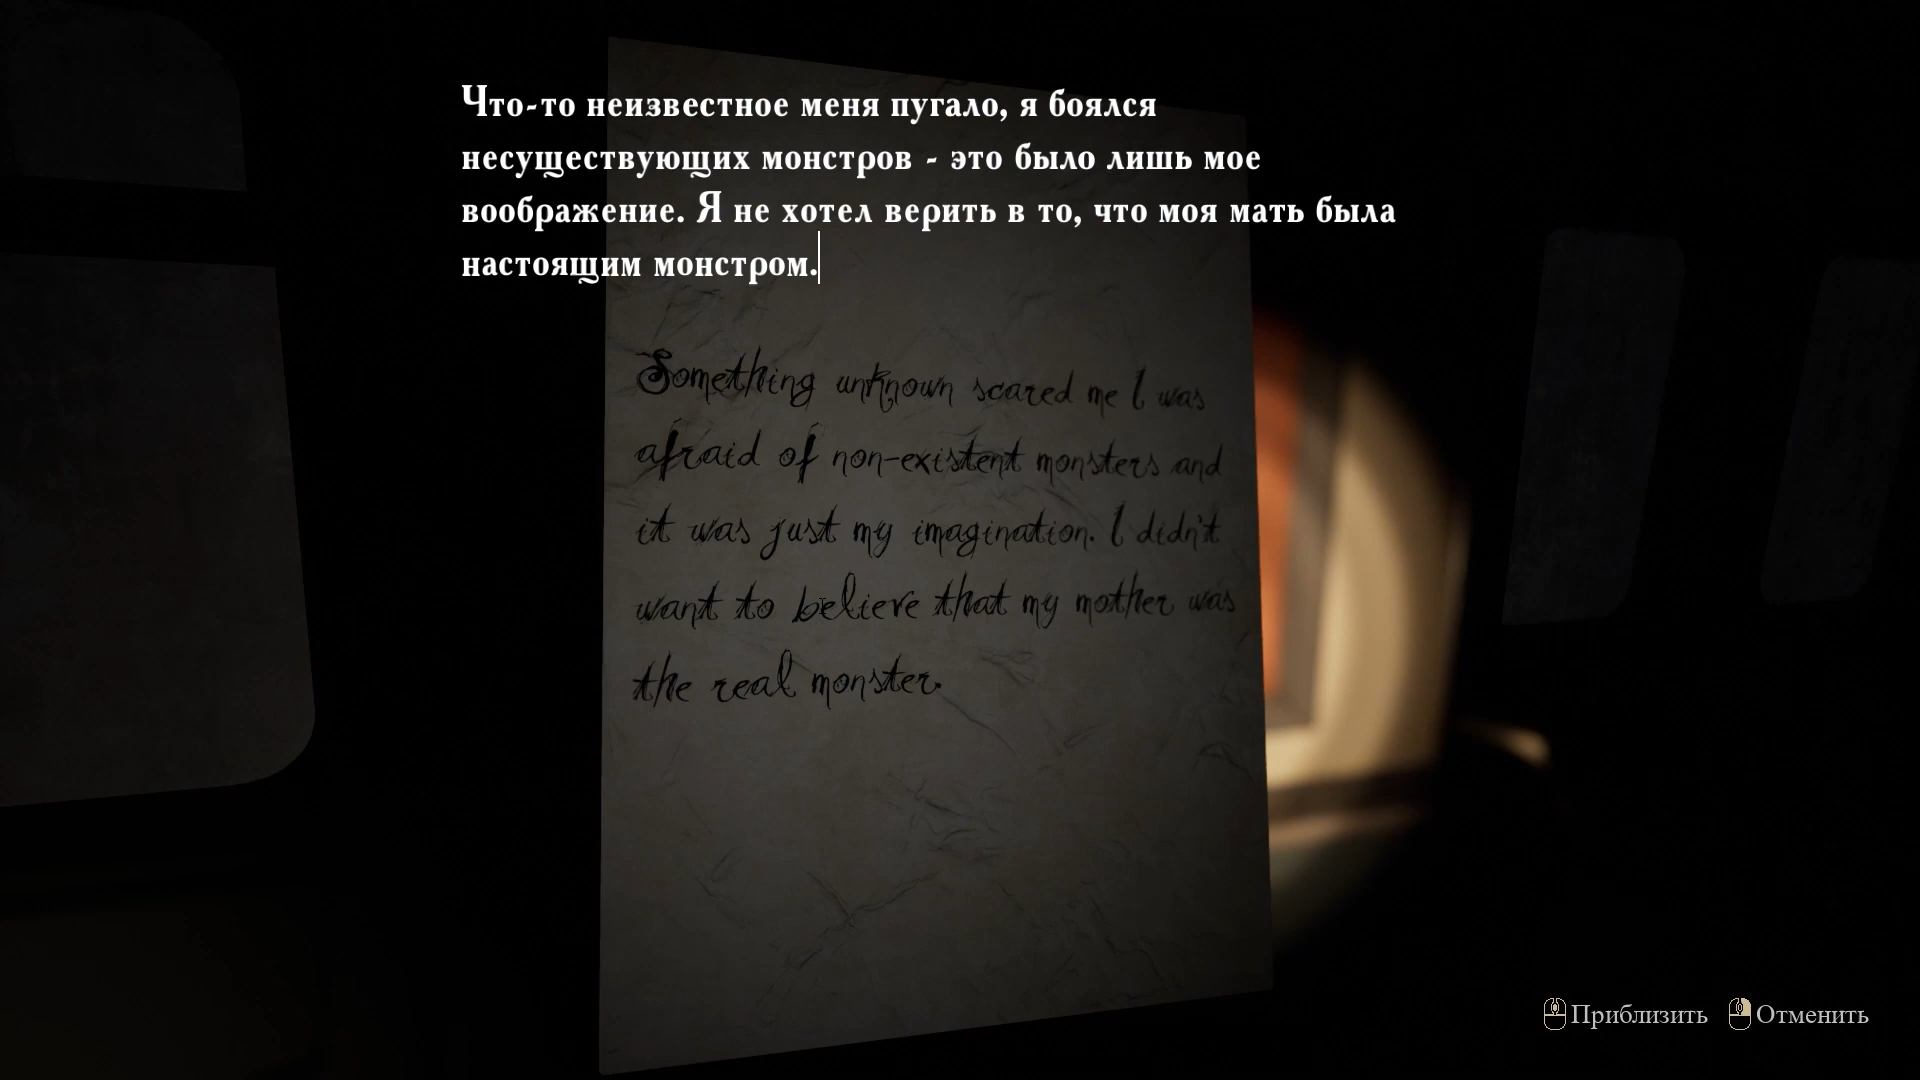 Что-то неизвестное меня пугало, я боялся
несуществующих монстров - это было лишь мое
воображение. Я не хотел верить в то, что моя мать была
настоящим монстром.
Something unknown scared me I was
afraid of non-existent monsters and
it was just my imagination. I didn't
want to believe that my mother was
the real monster.
Приблизить Отменить